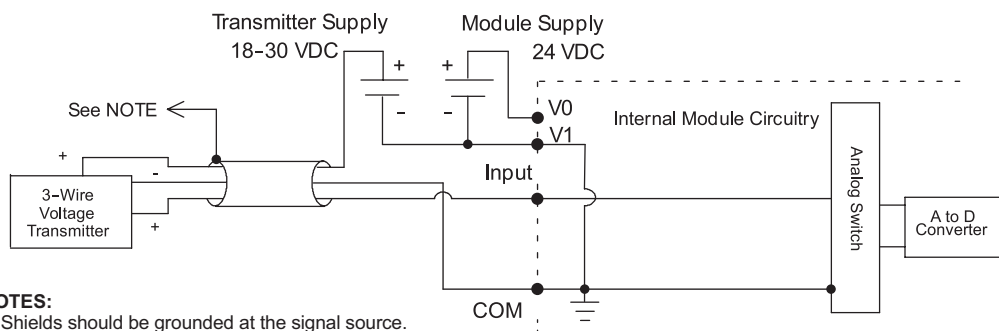 Transmitter Supply
18-30 VDC
Module Supply
24 VDC
+
+
-
-
See NOTE
V0
V1
Internal Module Circuitry
Input
+
-
+
3-Wire
Voltage
Transmitter
Analog Switch
A to D
Converter
COM
OTES:
Shields should be grounded at the signal source.